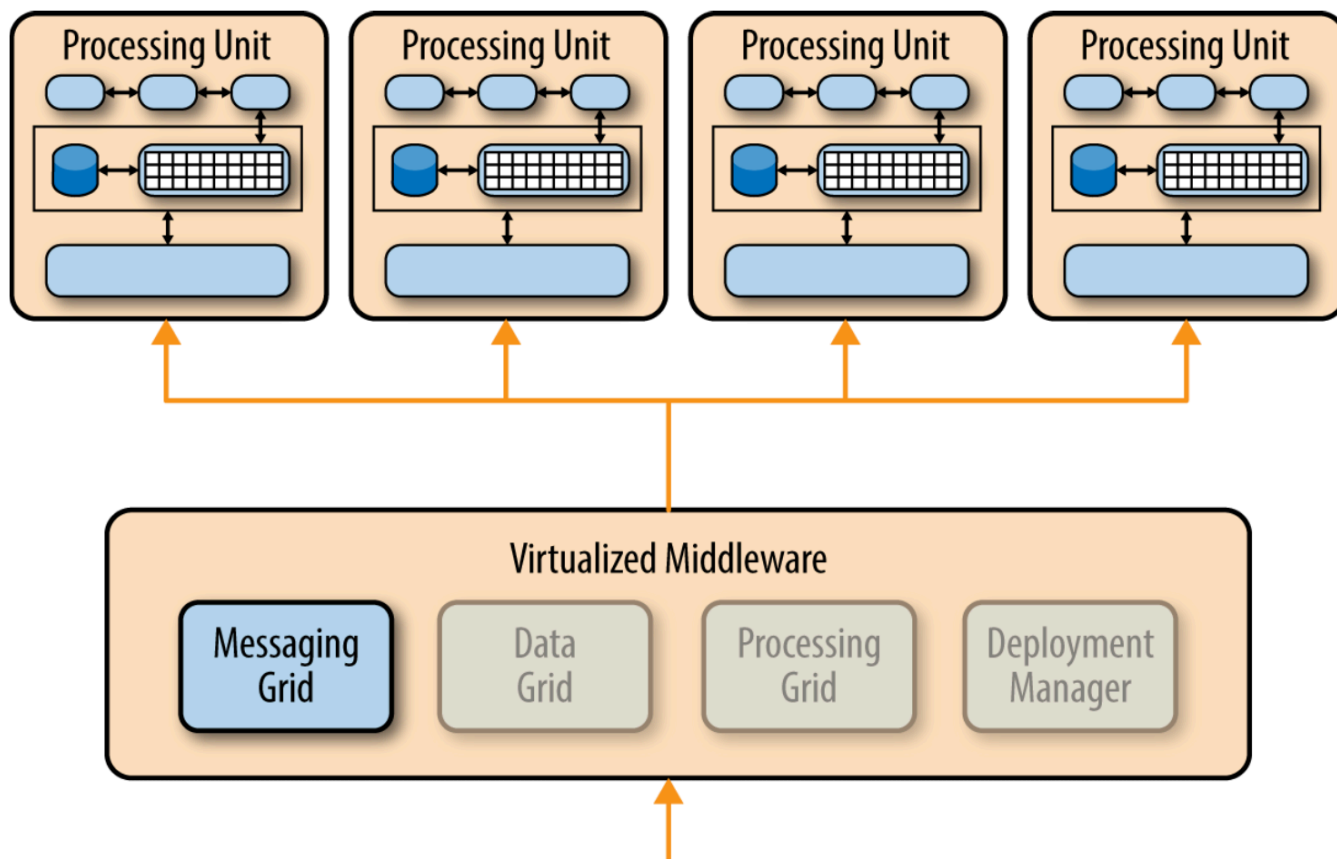 Processing Unit
Processing Unit
Processing Unit
Processing Unit
Virtualized Middleware
Messaging
Grid
Data
Grid
Processing
Grid
Deployment
Manager